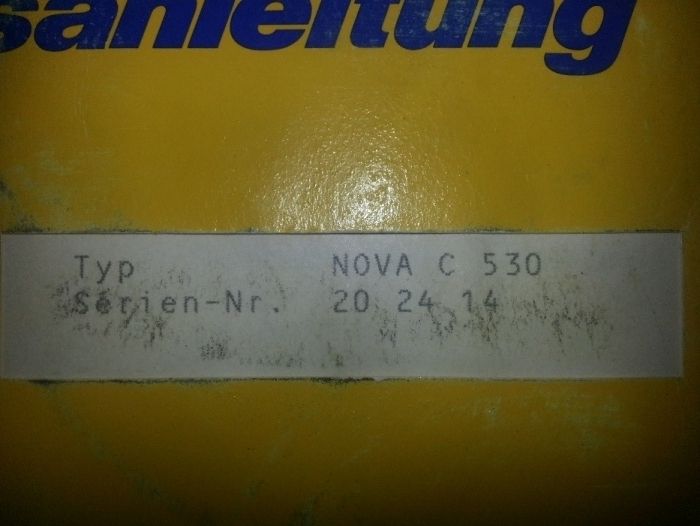 sanleitung
Typ NOVA C 530
Serien-Nr. 20 24 14